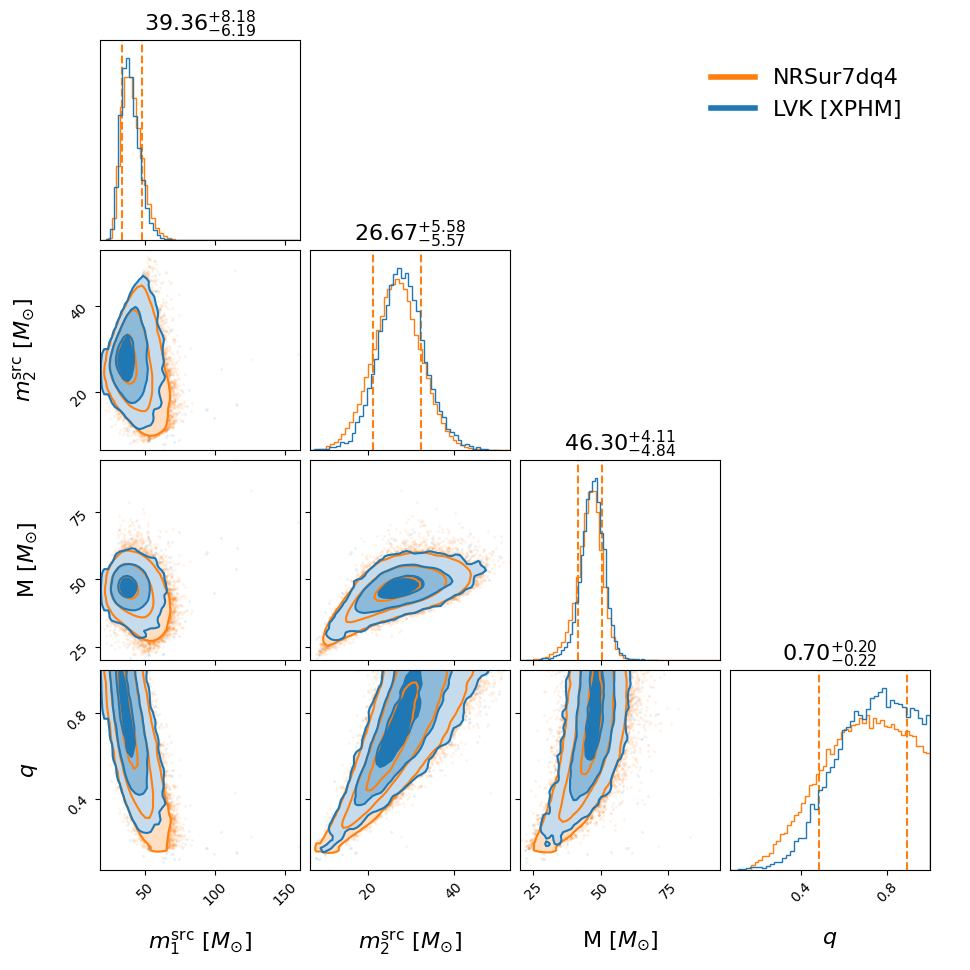 39.36+8.18−6.19
NRSur7dq4
LVK [XPHM]
26.67+5.58−5.57
m2src [M⊙]
40
20
46.30+4.11−4.84
M [M⊙]
75
50
25
0.70+0.20−0.22
q
0.8
0.4
50 100 150
20 40
25 50 75
0.4 0.8
m1src [M⊙]
m2src [M⊙]
M [M⊙]
q